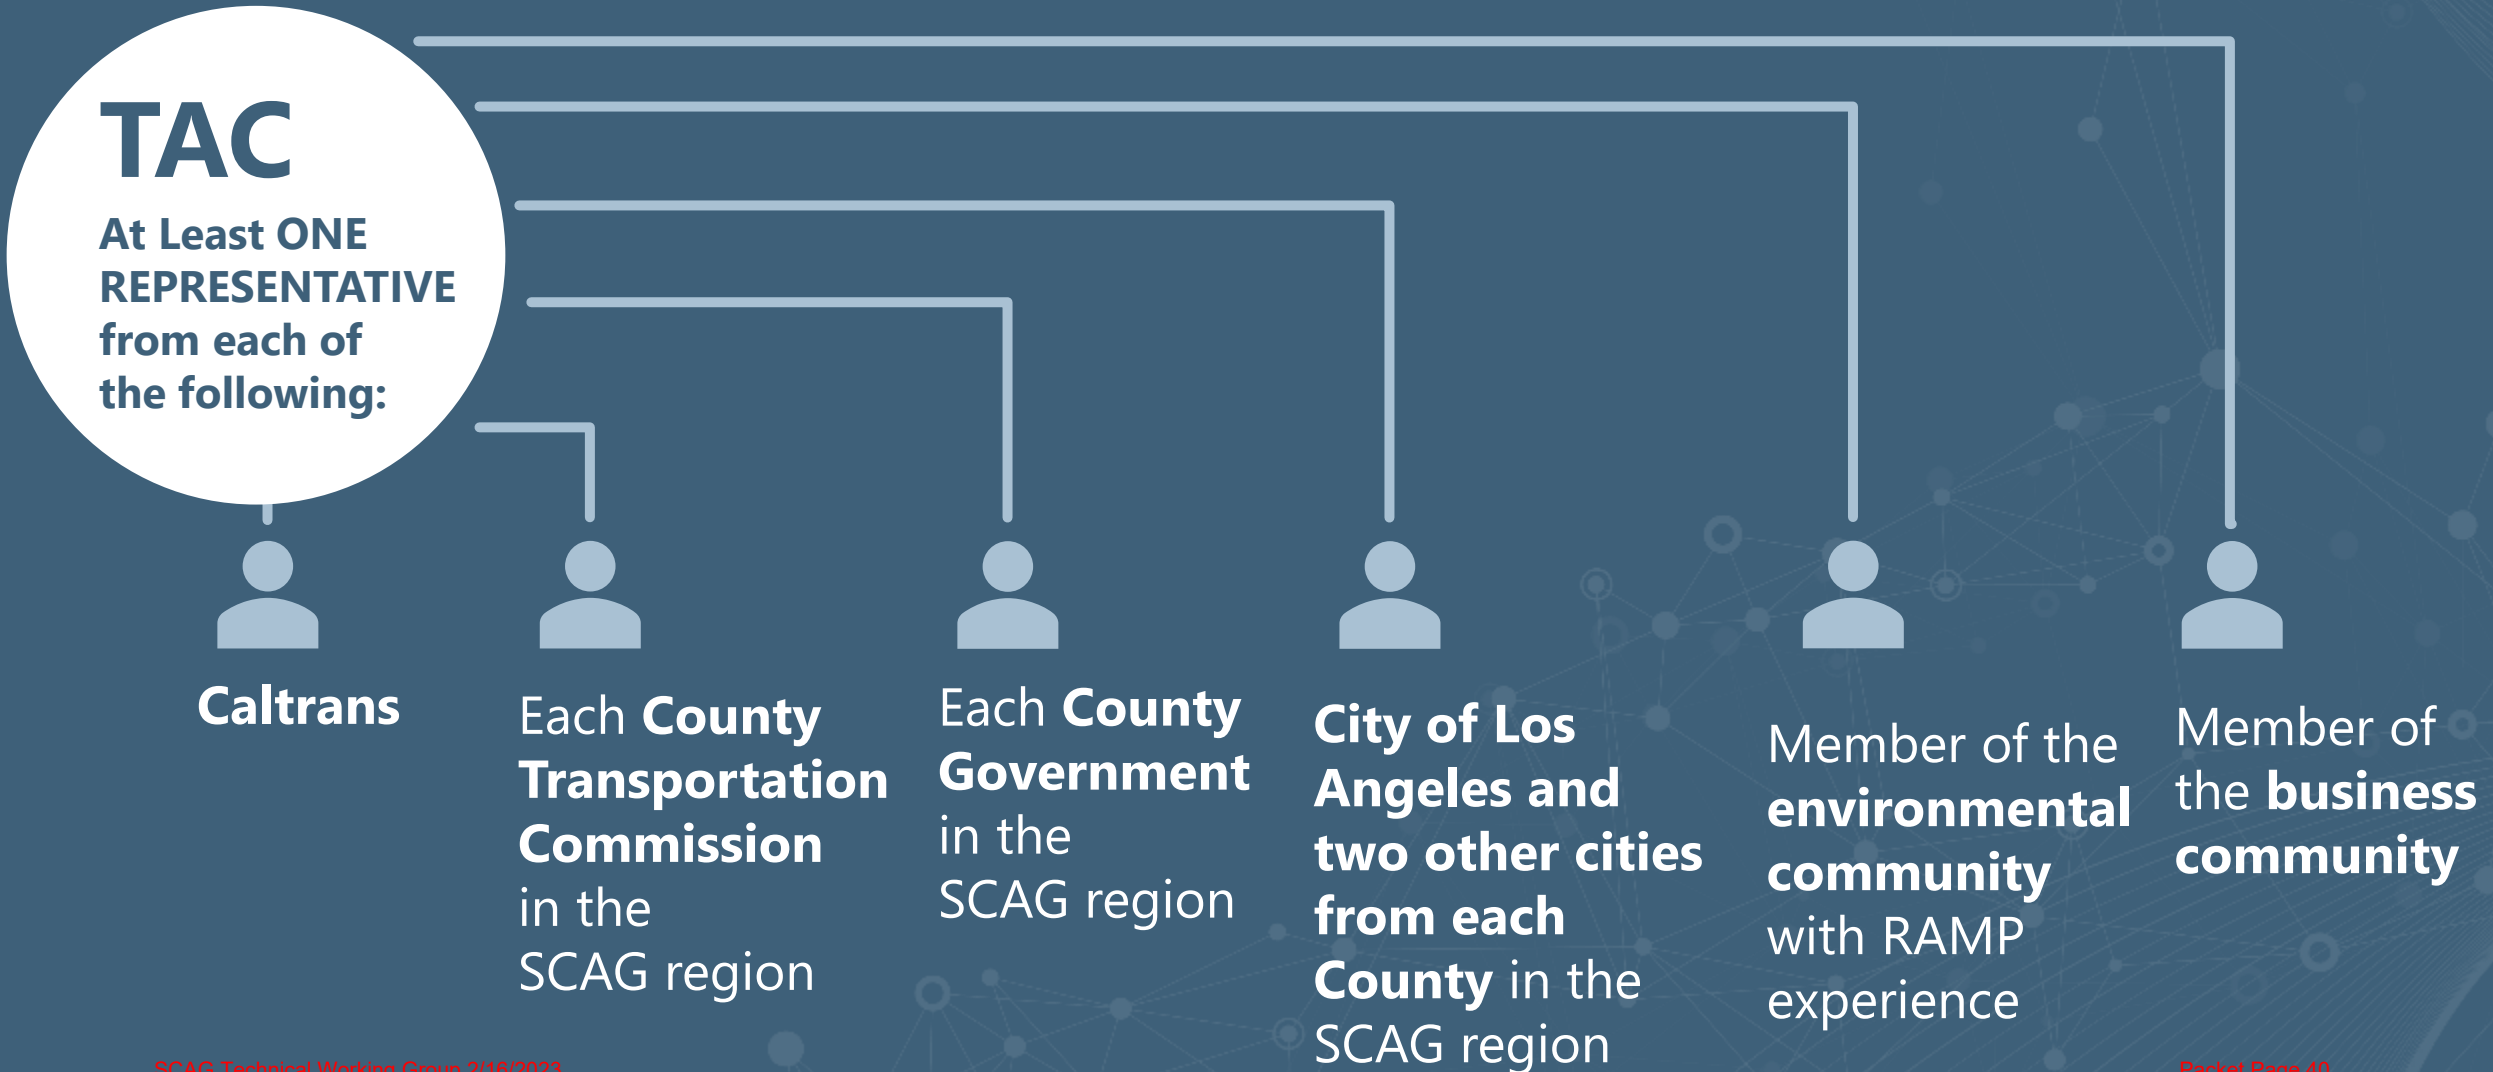 TAC
At Least ONE
REPRESENTATIVE
from each of
the following:
Caltrans
Each County
Transportation
Commission
in the
SCAG region
Each County
Government
in the
SCAG region
City of Los
Angeles and
two other cities
from each
County in the
SCAG region
Member of the
environmental
community
with RAMP
experience
Member of
the business
community
SCAG Technical Working Group 2/16/2023
Packet Page 40